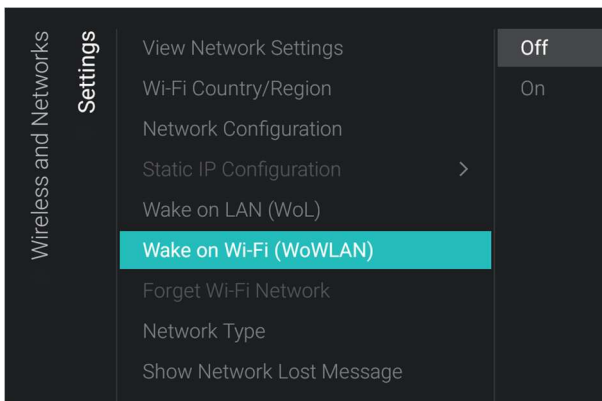 Wireless and Networks
Settings
View Network Settings
Wi-Fi Country/Region
Network Configuration
Static IP Configuration
Wake on LAN (WoL)
Wake on Wi-Fi (WoWLAN)
Forget Wi-Fi Network
Network Type
Show Network Lost Message
Off
On